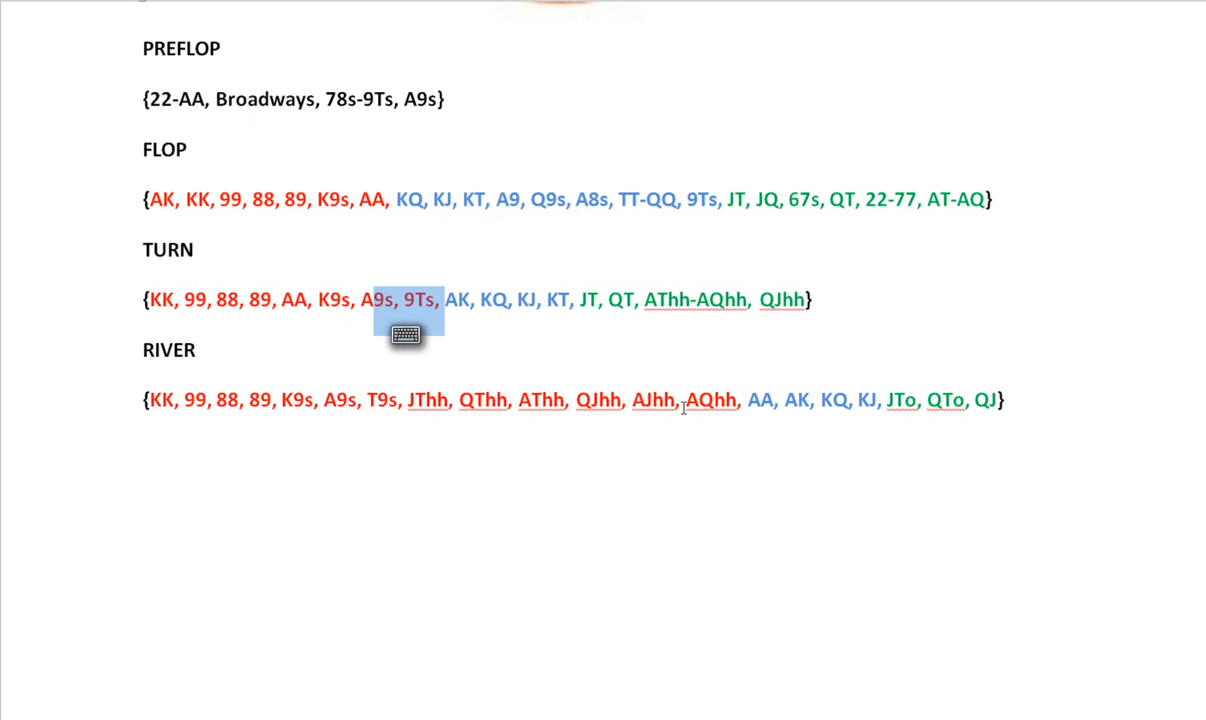 PREFLOP
{22-AA, Broadways, 78s-9Ts, A9s}
FLOP
{AK, KK, 99, 88, 89, K9s, AA, KQ, KJ, KT, A9, Q9s, A8s, TT-QQ, 9Ts, JT, JQ, 67s, QT, 22-77, AT-AQ}
TURN
{KK, 99, 88, 89, AA, K9s, A9s, 9Ts, AK, KQ, KJ, KT, JT, QT, AThh-AQhh, QJhh}
RIVER
{KK, 99, 88, 89, K9s, A9s, T9s, JThh, QThh, AThh, QJhh, AJhh, AQhh, AA, AK, KQ, KJ, JTo, QTo, QJ}